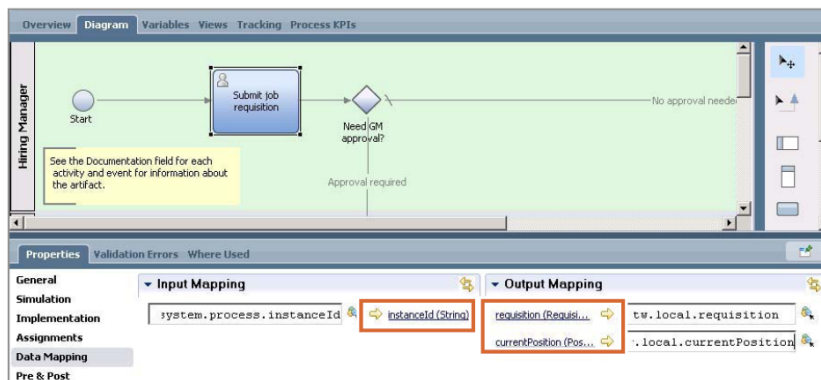 Overview Diagram Variables Views Tracking Process KPIs
Hiring Manager
Start
Submit job
requisition
Need GM
approval?
No approval neede
See the Documentation field for each
activity and event for information about
the artifact.
Approval required
Properties Validation Errors Where Used
General
Simulation
Implementation
Assignments
Data Mapping
Pre & Post
Input Mapping
system.process.instanceId
instanceId (String)
Output Mapping
requisition (Requisi...
tw.local.requisition
currentPosition (Pos...
.local.currentPosition